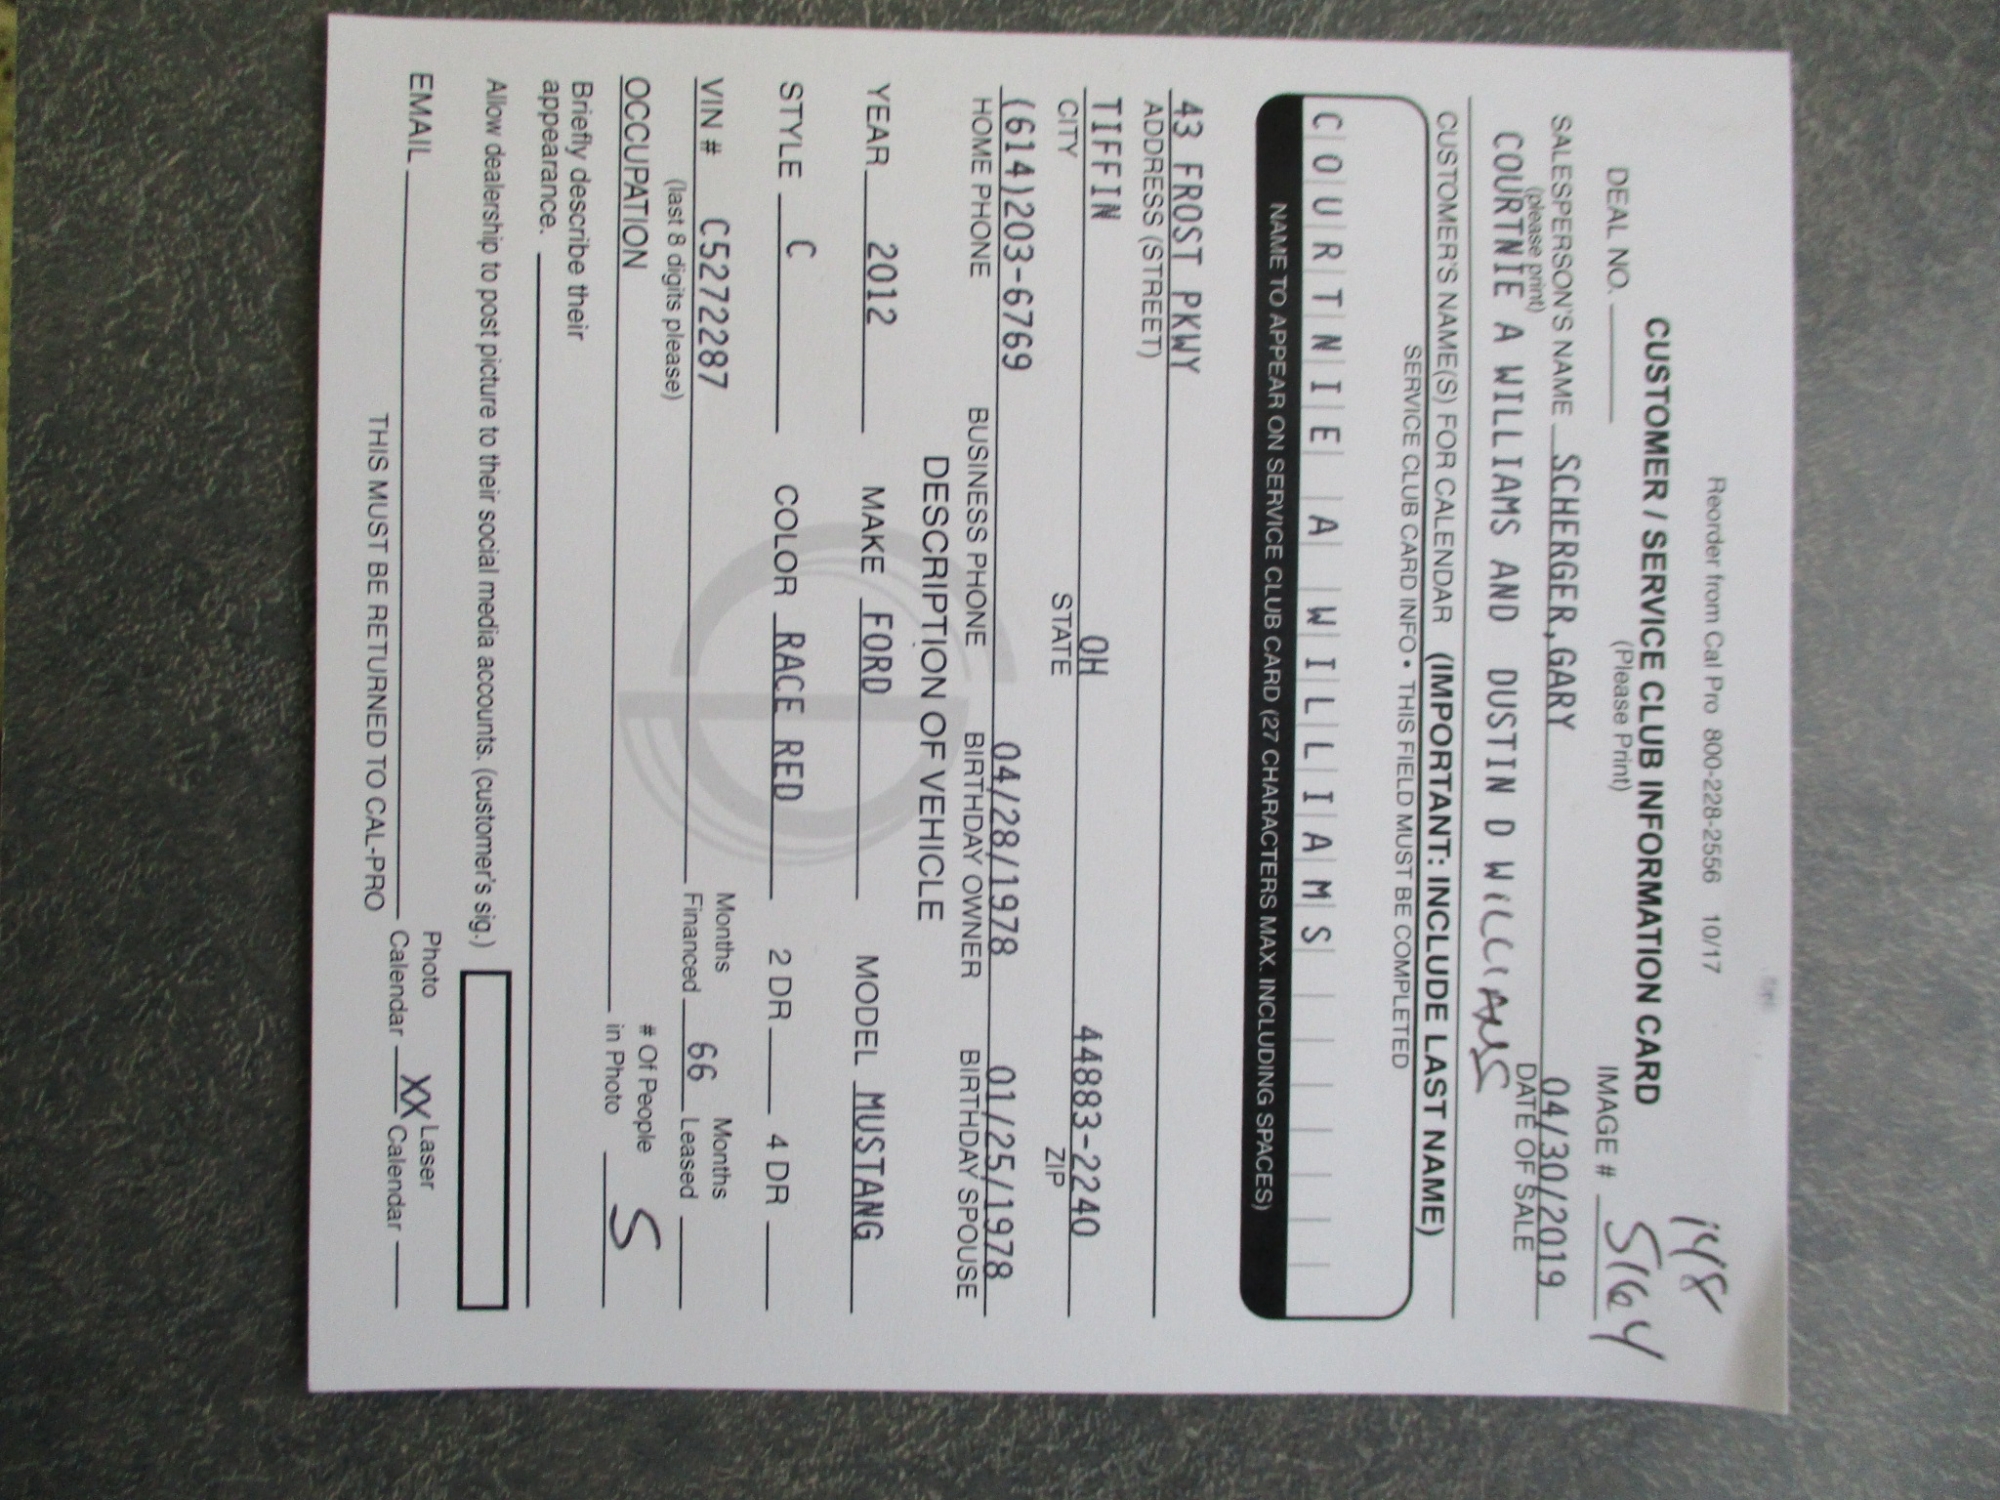 Reorder from Cal Pro 800-228-2556 10/17
148
CUSTOMER / SERVICE CLUB INFORMATION CARD
(Please Print)
DEAL NO. IMAGE # 5164
SALESPERSON'S NAME SCHERGER,GARY 04/30/2019
(please print) DATE OF SALE
COURTNIE A WILLIAMS AND DUSTIN D WILLIAMS
CUSTOMER'S NAME(S) FOR CALENDAR (IMPORTANT: INCLUDE LAST NAME)
SERVICE CLUB CARD INFO • THIS FIELD MUST BE COMPLETED
COURTNIE A WILLIAMS
NAME TO APPEAR ON SERVICE CLUB CARD (27 CHARACTERS MAX. INCLUDING SPACES)
43 FROST PKWY
ADDRESS (STREET)
TIFFIN OH 44883-2240
CITY STATE ZIP
(614)203-6769 04/28/1978 01/25/1978
HOME PHONE BUSINESS PHONE BIRTHDAY OWNER BIRTHDAY SPOUSE
DESCRIPTION OF VEHICLE
YEAR 2012 MAKE FORD MODEL MUSTANG
STYLE C COLOR RACE RED 2 DR 4 DR
VIN # C5272287 Months Financed 66 Months Leased
(last 8 digits please)
OCCUPATION # Of People in Photo 5
Briefly describe their
appearance.
Allow dealership to post picture to their social media accounts. (customer's sig.)
EMAIL Photo Calendar XX Laser Calendar
THIS MUST BE RETURNED TO CAL-PRO